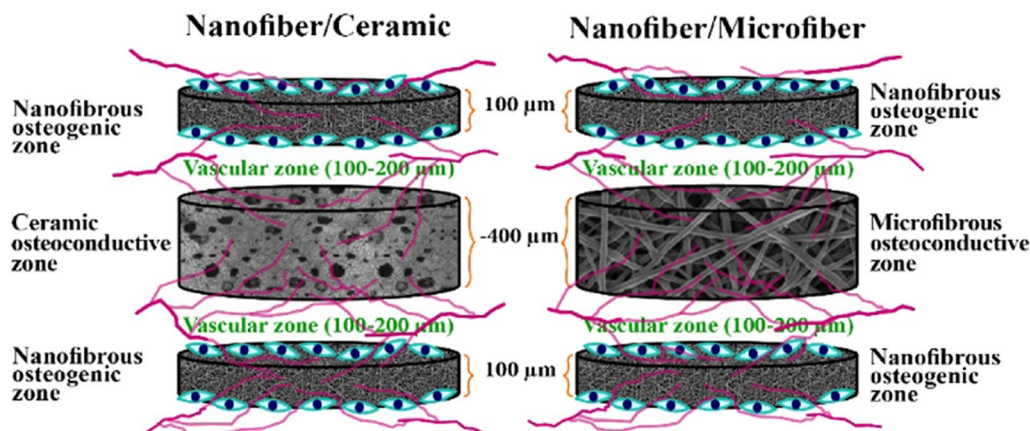 Nanofiber/Ceramic
Nanofiber/Microfiber
Nanofibrous
osteogenic
zone
100 µm
Nanofibrous
osteogenic
zone
Vascular zone (100-200 µm)
Vascular zone (100-200 µm)
Ceramic
osteoconductive
zone
-400 µm
Microfibrous
osteoconductive
zone
Vascular zone (100-200 µm)
Vascular zone (100-200 µm)
Nanofibrous
osteogenic
zone
100 µm
Nanofibrous
osteogenic
zone